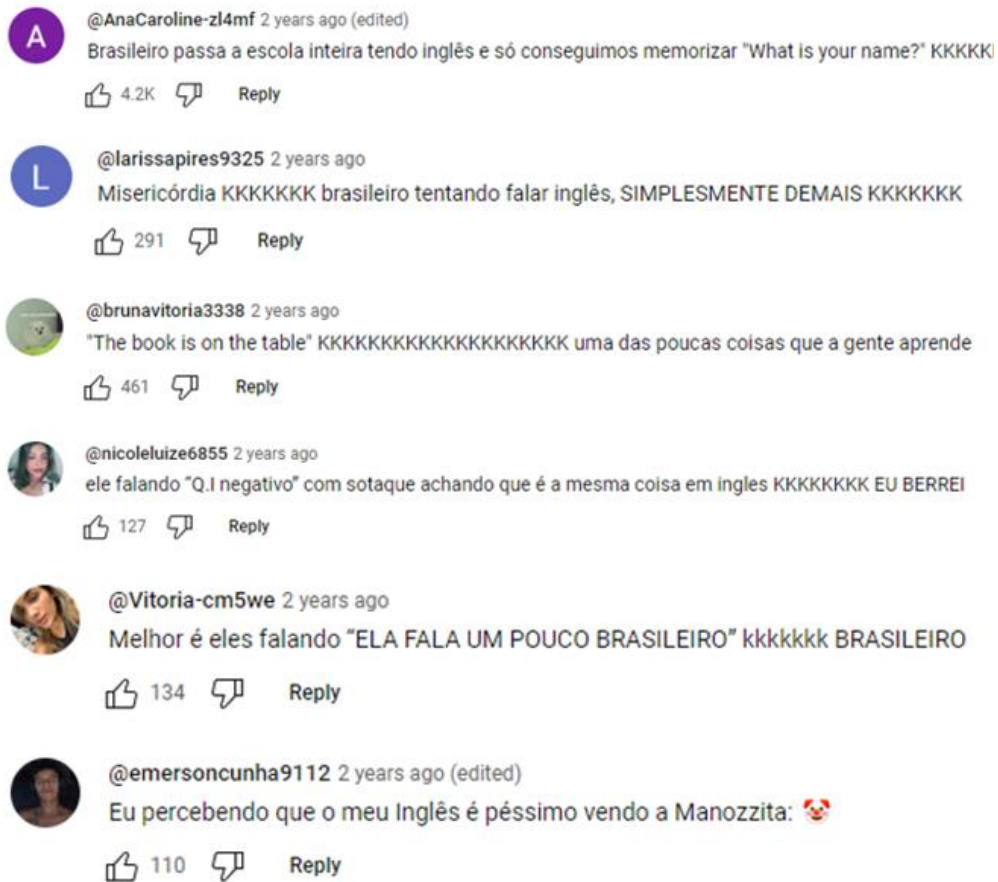 A
@AnaCaroline-zl4mf 2 years ago (edited)
Brasileiro passa a escola inteira tendo inglês e só conseguimos memorizar "What is your name?" KKKKK
4.2K Reply
L
@larissapires9325 2 years ago
Misericórdia KKKKKKK brasileiro tentando falar inglês, SIMPLESMENTE DEMAIS KKKKKKK
291 Reply
@brunavitoria3338 2 years ago
"The book is on the table" KKKKKKKKKKKKKKKKKKKK uma das poucas coisas que a gente aprende
461 Reply
@nicoleluize6855 2 years ago
ele falando “Q.I negativo” com sotaque achando que é a mesma coisa em ingles KKKKKKKK EU BERREI
127 Reply
@Vitoria-cm5we 2 years ago
Melhor é eles falando “ELA FALA UM POUCO BRASILEIRO” kkkkkkk BRASILEIRO
134 Reply
@emersoncunha9112 2 years ago (edited)
Eu percebendo que o meu Inglês é péssimo vendo a Manozzita: 🤡
110 Reply